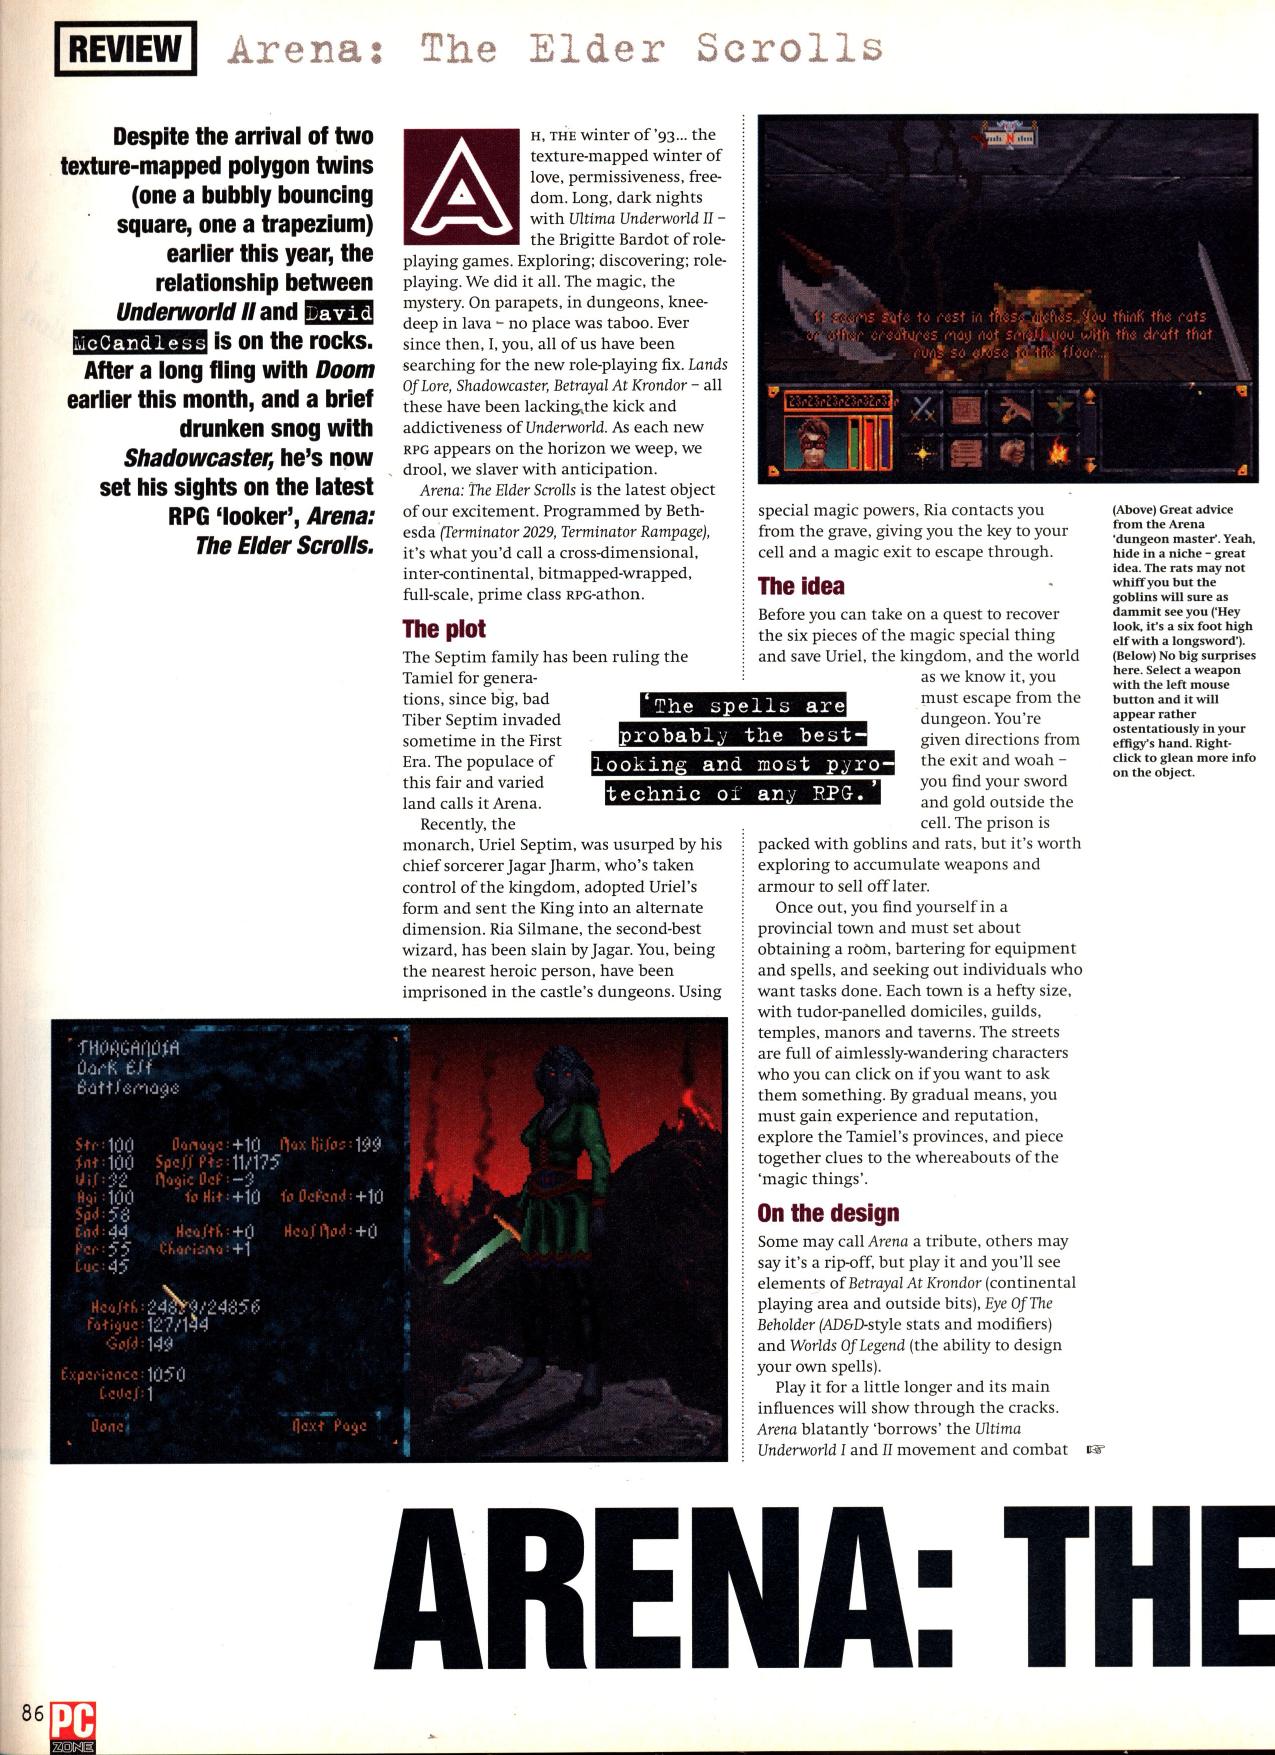 REVIEW Arena: The Elder Scrolls
Despite the arrival of two
texture-mapped polygon twins
(one a bubbly bouncing
square, one a trapezium)
earlier this year, the
relationship between
Underworld II and David
McCandless is on the rocks.
After a long fling with Doom
earlier this month, and a brief
drunken snog with
Shadowcaster, he's now
set his sights on the latest
RPG 'looker', Arena:
The Elder Scrolls.
A
H, THE winter of '93... the
texture-mapped winter of
love, permissiveness, free-
dom. Long, dark nights
with Ultima Underworld II –
the Brigitte Bardot of role-
playing games. Exploring; discovering; role-
playing. We did it all. The magic, the
mystery. On parapets, in dungeons, knee-
deep in lava – no place was taboo. Ever
since then, I, you, all of us have been
searching for the new role-playing fix. Lands
Of Lore, Shadowcaster, Betrayal At Krondor – all
these have been lacking the kick and
addictiveness of Underworld. As each new
RPG appears on the horizon we weep, we
drool, we slaver with anticipation.
Arena: The Elder Scrolls is the latest object
of our excitement. Programmed by Beth-
esda (Terminator 2029, Terminator Rampage),
it's what you'd call a cross-dimensional,
inter-continental, bitmapped-wrapped,
full-scale, prime class RPG-athon.
The plot
The Septim family has been ruling the
Tamiel for genera-
tions, since big, bad
Tiber Septim invaded
sometime in the First
Era. The populace of
this fair and varied
land calls it Arena.
Recently, the
monarch, Uriel Septim, was usurped by his
chief sorcerer Jagar Jharm, who's taken
control of the kingdom, adopted Uriel's
form and sent the King into an alternate
dimension. Ria Silmane, the second-best
wizard, has been slain by Jagar. You, being
the nearest heroic person, have been
imprisoned in the castle's dungeons. Using
'The spells are
probably the best-
looking and most pyro-
technic of any RPG.'
N
It seems safe to rest in these niches. You think the rats
or other creatures may not smell you with the draft that
runs so close to the floor...
special magic powers, Ria contacts you
from the grave, giving you the key to your
cell and a magic exit to escape through.
The idea
Before you can take on a quest to recover
the six pieces of the magic special thing
and save Uriel, the kingdom, and the world
as we know it, you
must escape from the
dungeon. You're
given directions from
the exit and woah –
you find your sword
and gold outside the
cell. The prison is
packed with goblins and rats, but it's worth
exploring to accumulate weapons and
armour to sell off later.
Once out, you find yourself in a
provincial town and must set about
obtaining a room, bartering for equipment
and spells, and seeking out individuals who
want tasks done. Each town is a hefty size,
with tudor-panelled domiciles, guilds,
temples, manors and taverns. The streets
are full of aimlessly-wandering characters
who you can click on if you want to ask
them something. By gradual means, you
must gain experience and reputation,
explore the Tamiel's provinces, and piece
together clues to the whereabouts of the
'magic things'.
On the design
Some may call Arena a tribute, others may
say it's a rip-off, but play it and you'll see
elements of Betrayal At Krondor (continental
playing area and outside bits), Eye Of The
Beholder (AD&D-style stats and modifiers)
and Worlds Of Legend (the ability to design
your own spells).
Play it for a little longer and its main
influences will show through the cracks.
Arena blatantly 'borrows' the Ultima
Underworld I and II movement and combat ☞
(Above) Great advice
from the Arena
'dungeon master'. Yeah,
hide in a niche – great
idea. The rats may not
whiff you but the
goblins will sure as
dammit see you ('Hey
look, it's a six foot high
elf with a longsword').
(Below) No big surprises
here. Select a weapon
with the left mouse
button and it will
appear rather
ostentatiously in your
effigy's hand. Right-
click to glean more info
on the object.
THORGANDIA
Dark Elf
Battlemage
Str:100 Damage:+10 Max Kilos:199
Int:100 Spell Pts:11/175
Wil:32 Magic Def:-3
Agi:100 To Hit:+10 To Defend:+10
Spd:58
End:44 Health:+0 Heal Mod:+0
Per:55 Charisma:+1
Luc:45
Health: /24856
Fatigue:127/144
Gold:149
Experience:1050
Level:1
Done Next Page
ARENA: THE
86 PC
ZONE